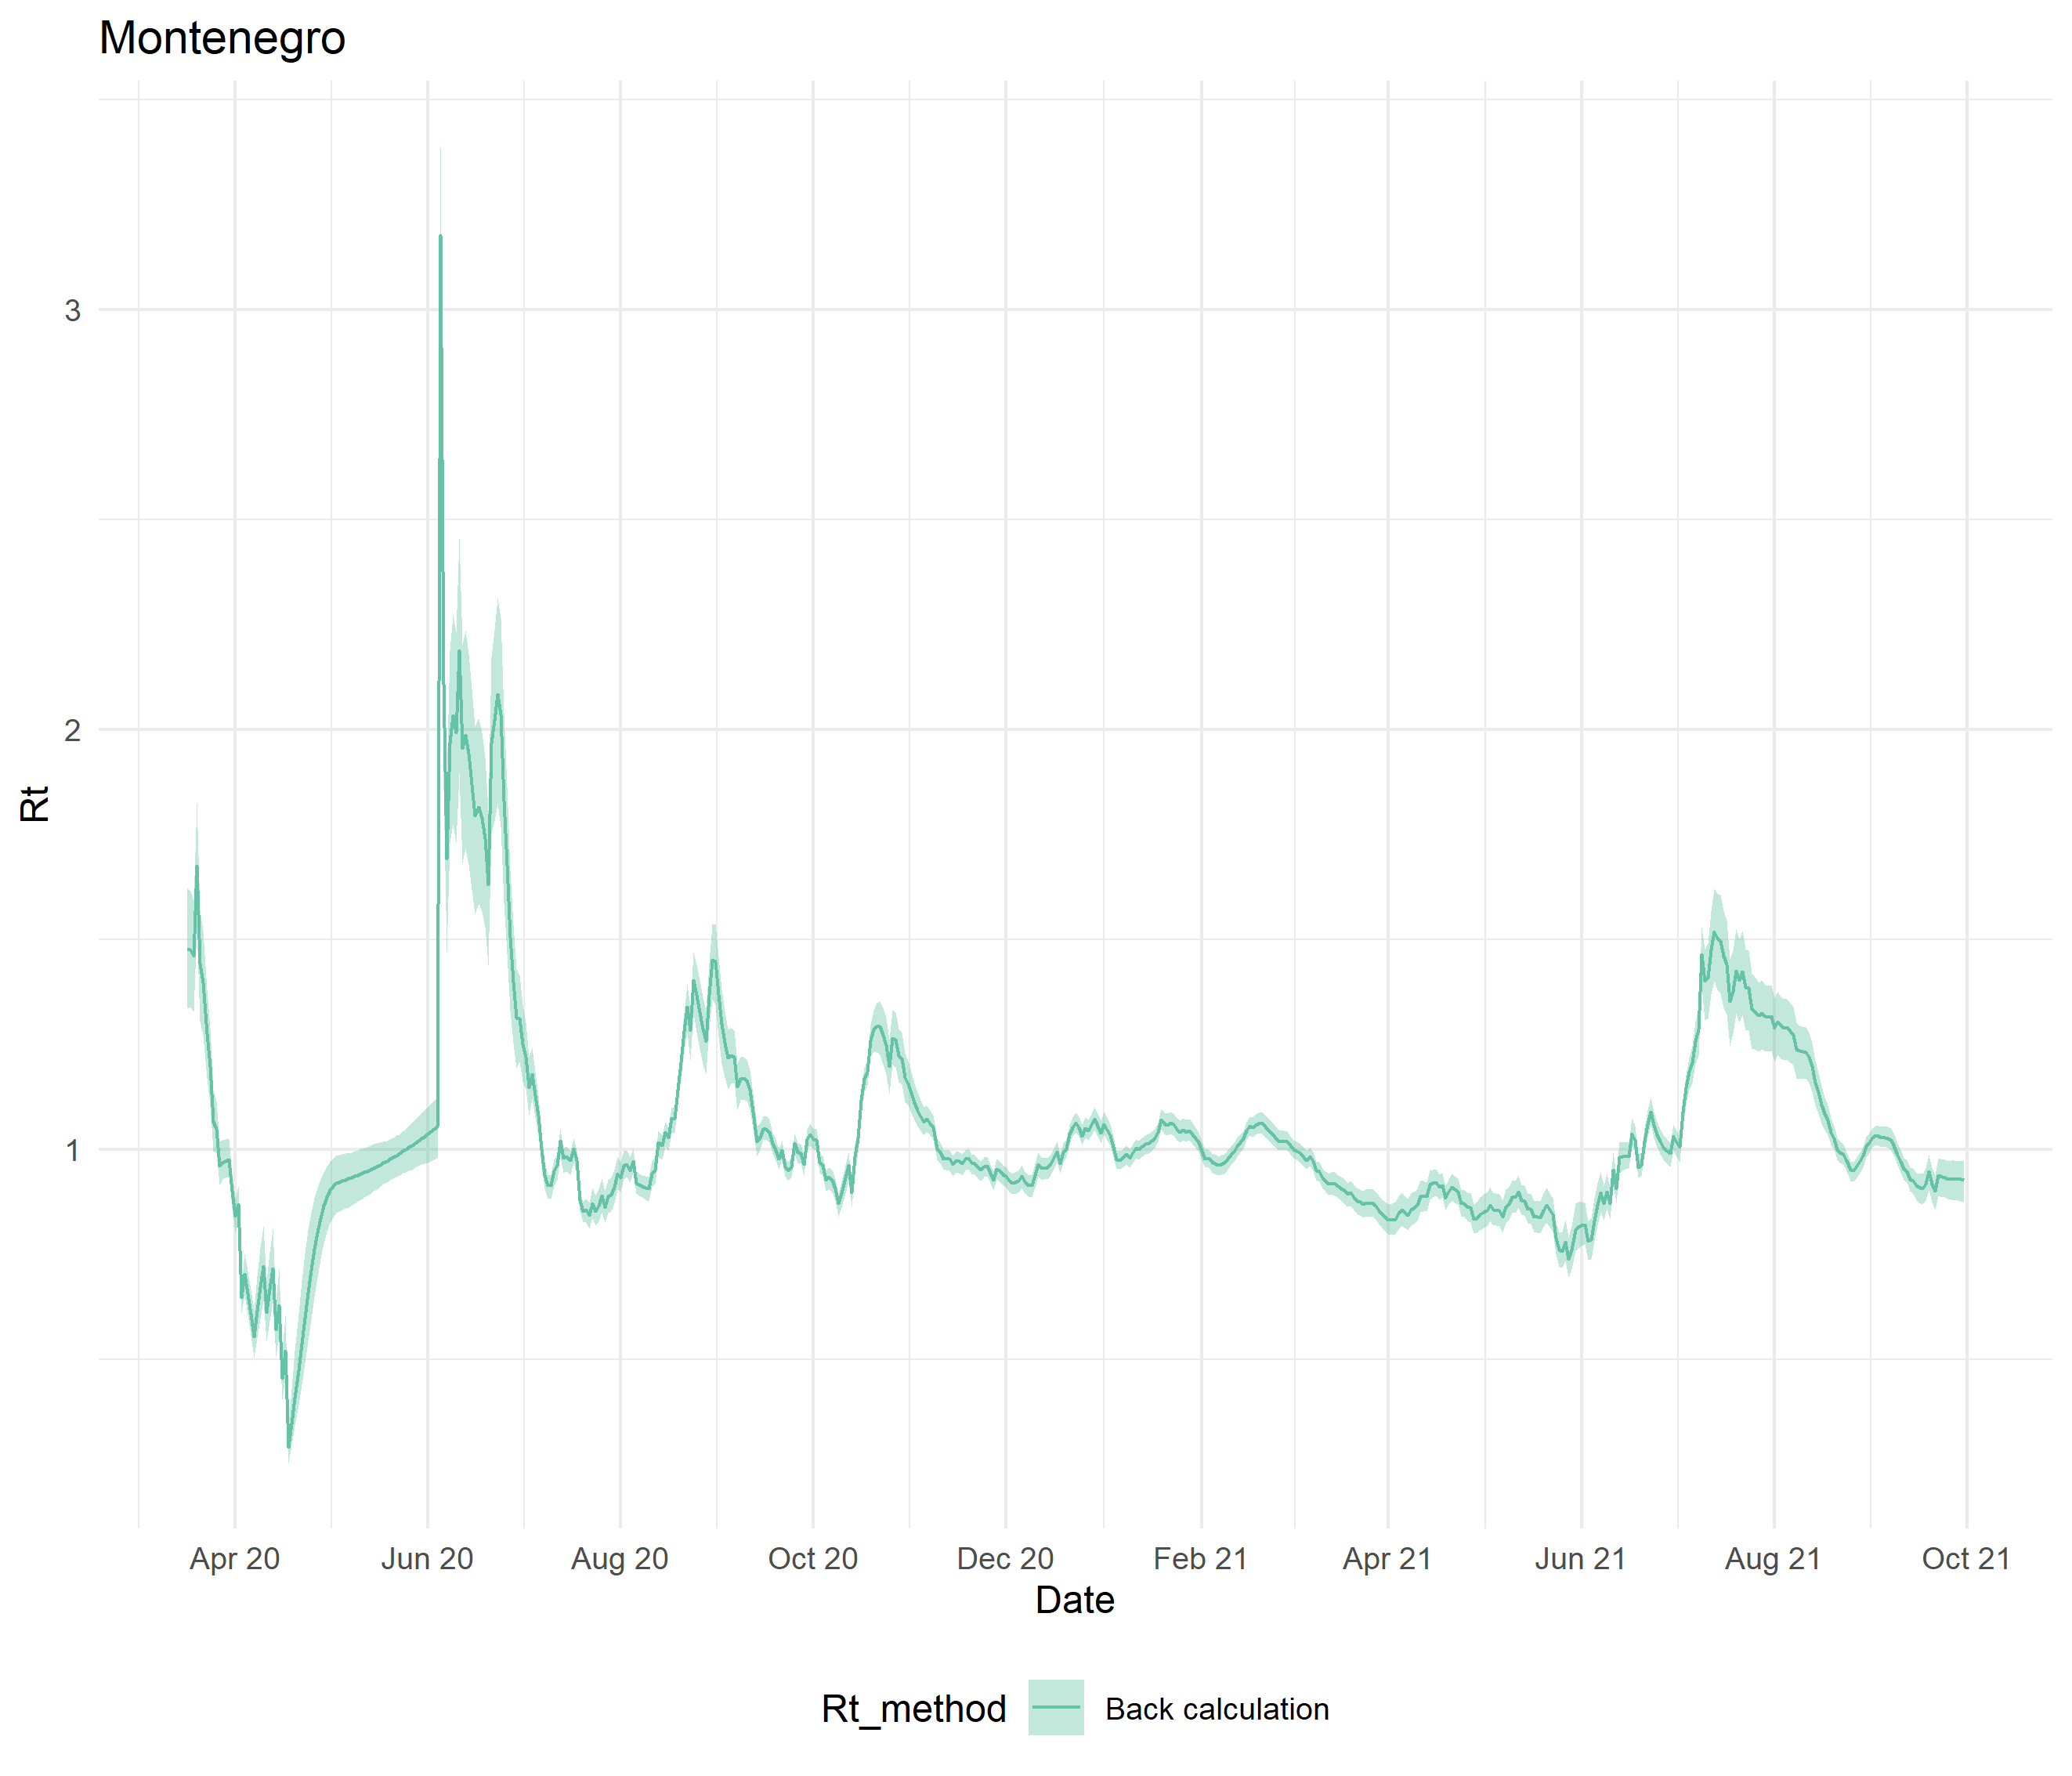 Montenegro
3
2
1
Rt
Apr 20 Jun 20 Aug 20 Oct 20 Dec 20 Feb 21 Apr 21 Jun 21 Aug 21 Oct 21
Date
Rt_method Back calculation